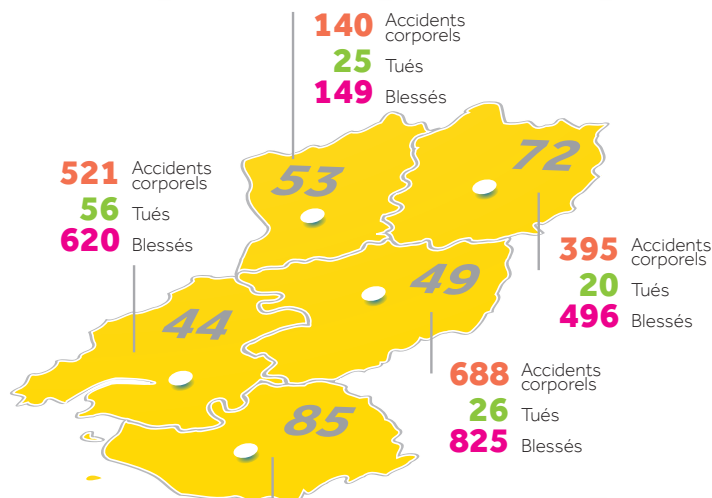 140 Accidents
corporels
25 Tués
149 Blessés
72
53
521 Accidents
corporels
56 Tués
620 Blessés
395 Accidents
corporels
20 Tués
496 Blessés
49
44
688 Accidents
corporels
26 Tués
825 Blessés
85